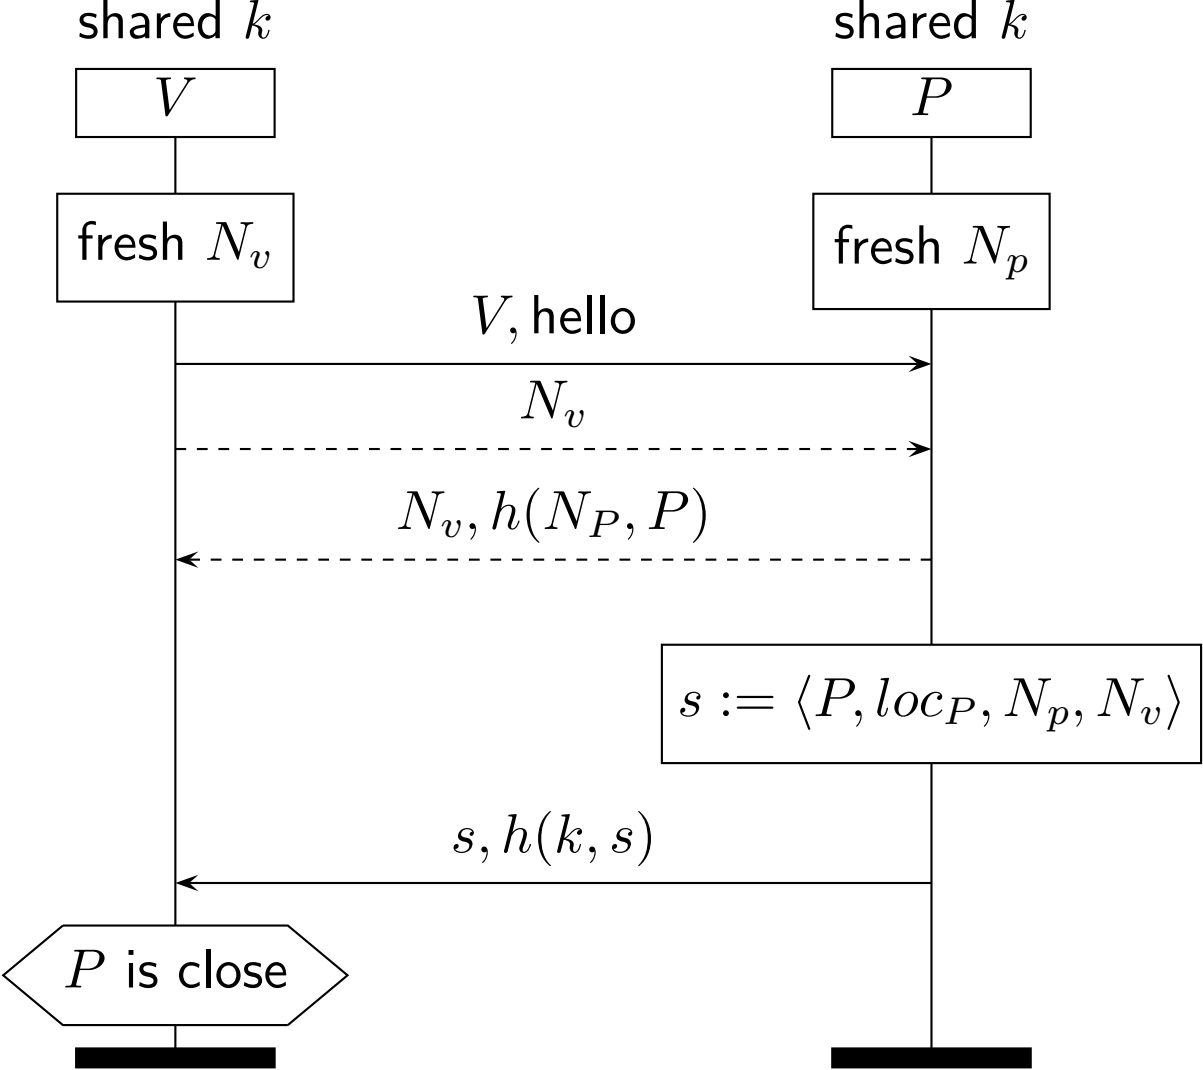 shared k shared k
V P
fresh N_v fresh N_p
V, hello
N_v
N_v, h(N_P, P)
s := ⟨P, loc_P, N_p, N_v⟩
s, h(k, s)
P is close